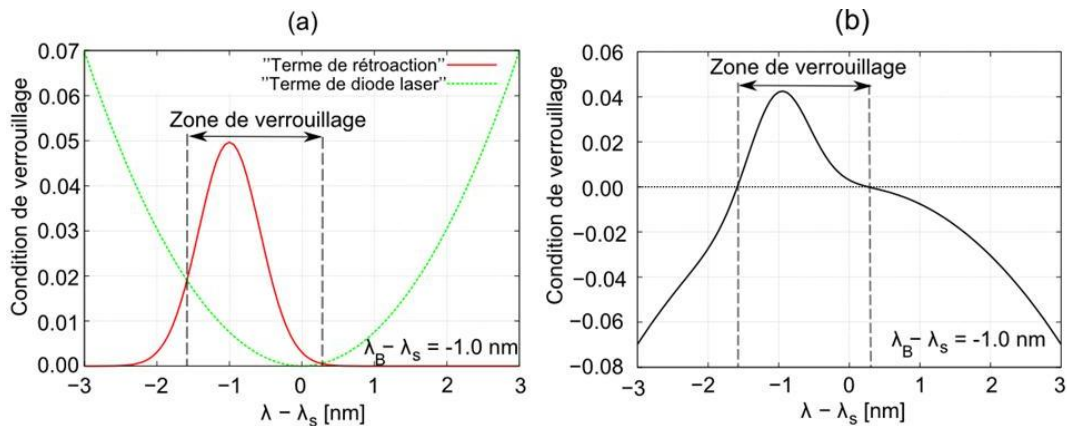 (a)
0.07
0.06
0.05
0.04
0.03
0.02
0.01
0.00
Condition de verrouillage
"Terme de rétroaction"
"Terme de diode laser"
Zone de verrouillage
λB − λs = -1.0 nm
−3 −2 −1 0 1 2 3
λ − λs [nm]
(b)
0.06
0.04
0.02
0.00
−0.02
−0.04
−0.06
−0.08
Condition de verrouillage
Zone de verrouillage
λB − λs = -1.0 nm
−3 −2 −1 0 1 2 3
λ − λs [nm]